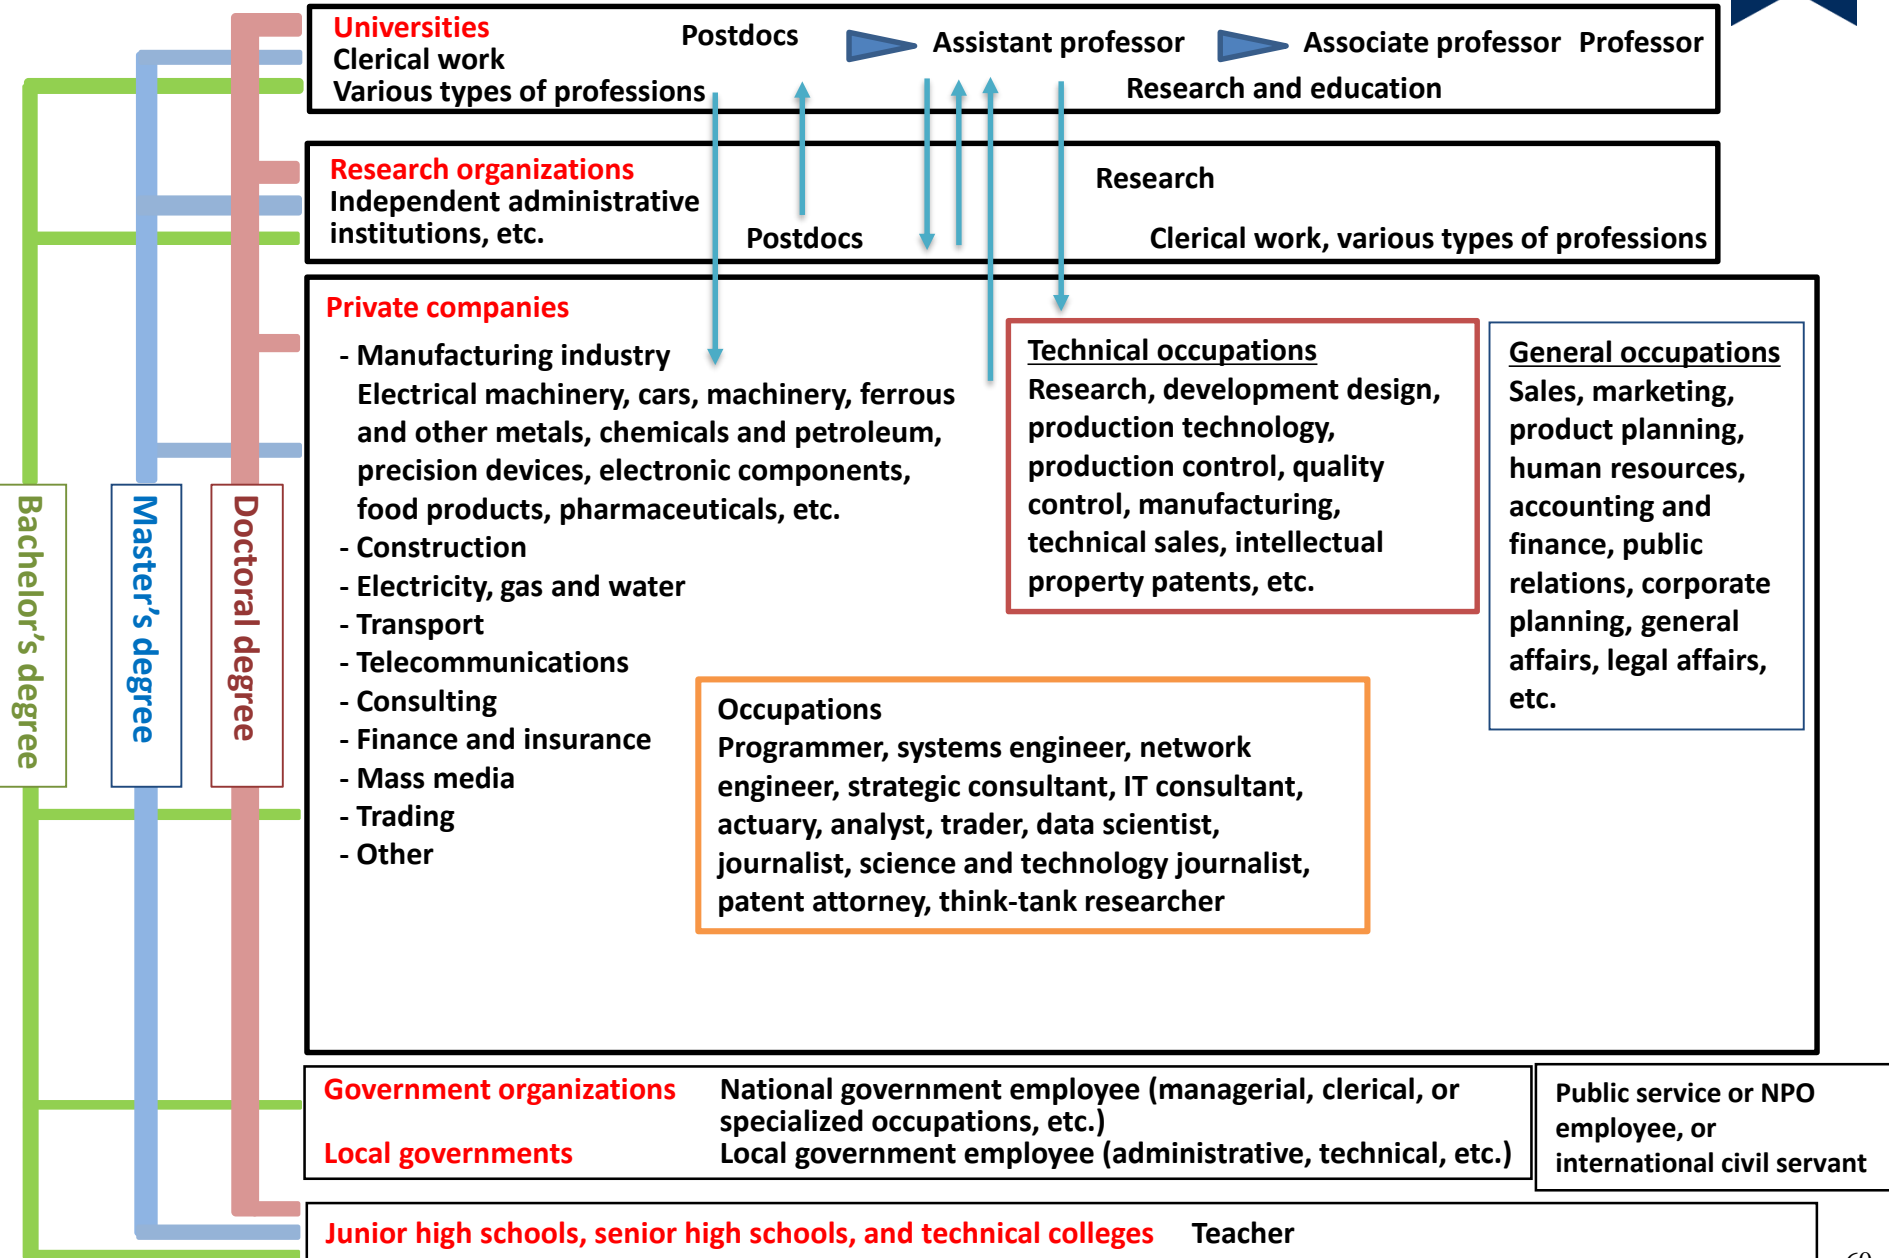 Universities
Clerical work
Various types of professions
Postdocs
Assistant professor
Associate professor
Professor
Research and education
Research organizations
Independent administrative
institutions, etc.
Research
Postdocs
Clerical work, various types of professions
Private companies
- Manufacturing industry
Electrical machinery, cars, machinery, ferrous
and other metals, chemicals and petroleum,
precision devices, electronic components,
food products, pharmaceuticals, etc.
- Construction
- Electricity, gas and water
- Transport
- Telecommunications
- Consulting
- Finance and insurance
- Mass media
- Trading
- Other
Technical occupations
Research, development design,
production technology,
production control, quality
control, manufacturing,
technical sales, intellectual
property patents, etc.
General occupations
Sales, marketing,
product planning,
human resources,
accounting and
finance, public
relations, corporate
planning, general
affairs, legal affairs,
etc.
Occupations
Programmer, systems engineer, network
engineer, strategic consultant, IT consultant,
actuary, analyst, trader, data scientist,
journalist, science and technology journalist,
patent attorney, think-tank researcher
Bachelor's degree
Master's degree
Doctoral degree
Government organizations
National government employee (managerial, clerical, or
specialized occupations, etc.)
Local governments
Local government employee (administrative, technical, etc.)
Public service or NPO
employee, or
international civil servant
Junior high schools, senior high schools, and technical colleges
Teacher